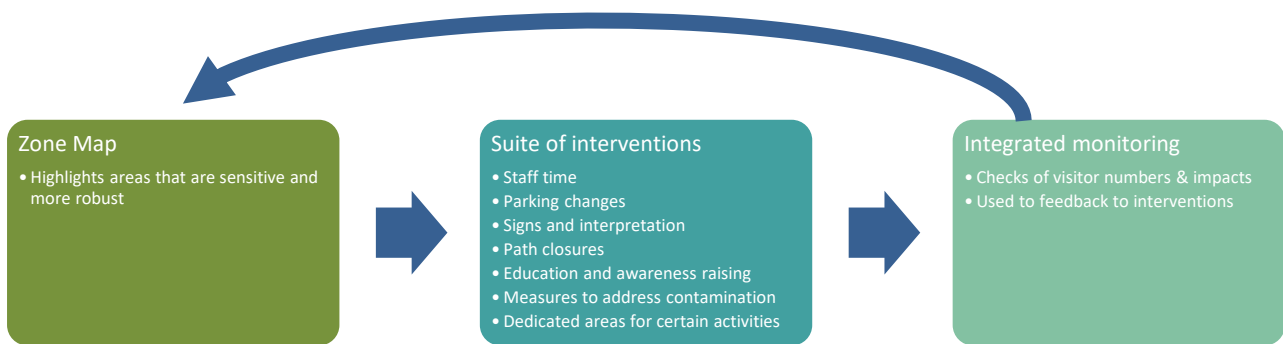 Zone Map
• Highlights areas that are sensitive and
more robust
Suite of interventions
• Staff time
• Parking changes
• Signs and interpretation
• Path closures
• Education and awareness raising
• Measures to address contamination
• Dedicated areas for certain activities
Integrated monitoring
• Checks of visitor numbers & impacts
• Used to feedback to interventions